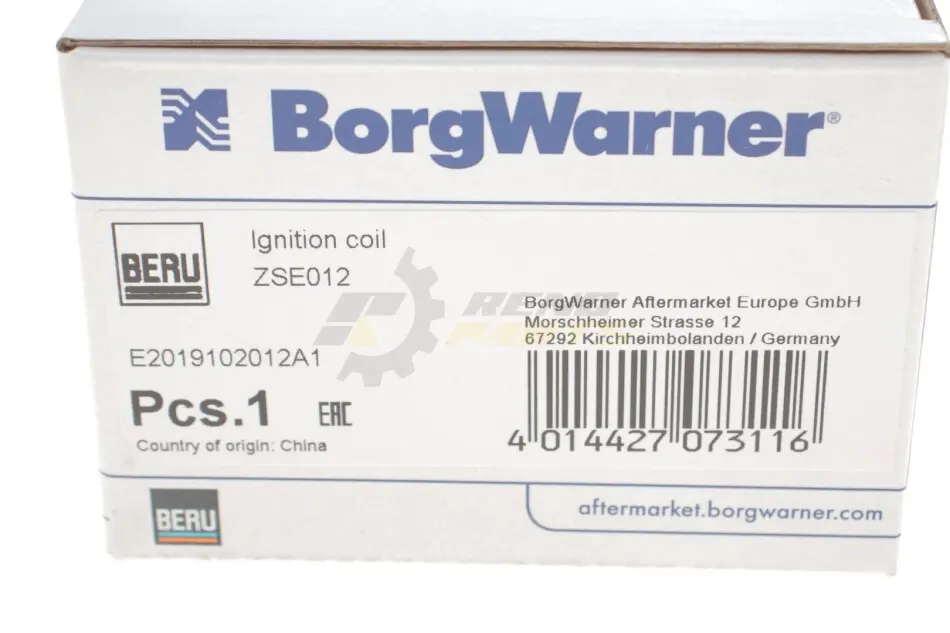 BorgWarner®
BERU
Ignition coil
ZSE012
BorgWarner Aftermarket Europe GmbH
Morschheimer Strasse 12
67292 Kirchheimbolanden / Germany
E2019102012A1
Pcs.1
EAC
Country of origin: China
4 014427 073116
BERU
aftermarket.borgwarner.com